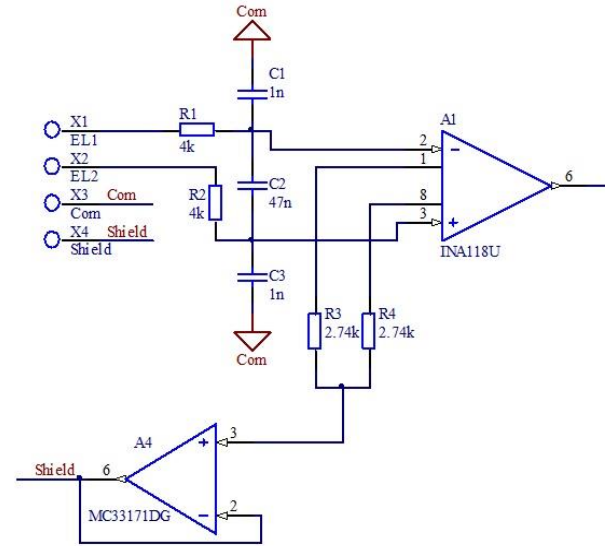 Com
C1
1n
A1
X1
R1
EL1
4k
2
-
1
6
X2
EL2
C2
47n
R2
4k
X3
Com
Com
8
3
+
X4
Shield
Shield
INA118U
C3
1n
R3
2.74k
R4
2.74k
Com
A4
+
3
Shield
6
-
2
MC33171DG